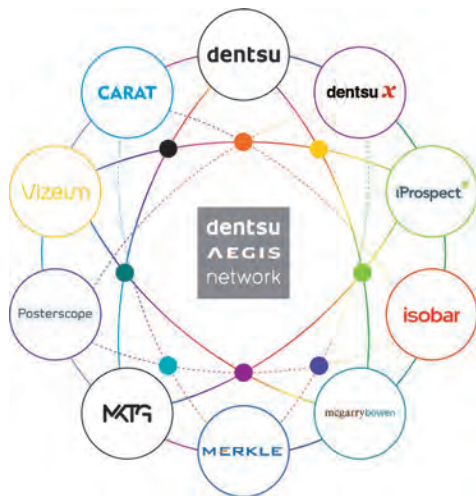 dentsu
CARAT
dentsu x
Vizeum
iProspect
dentsu
AEGIS
network
Posterscope
isobar
MKTG
mcgarrybowen
MERKLE